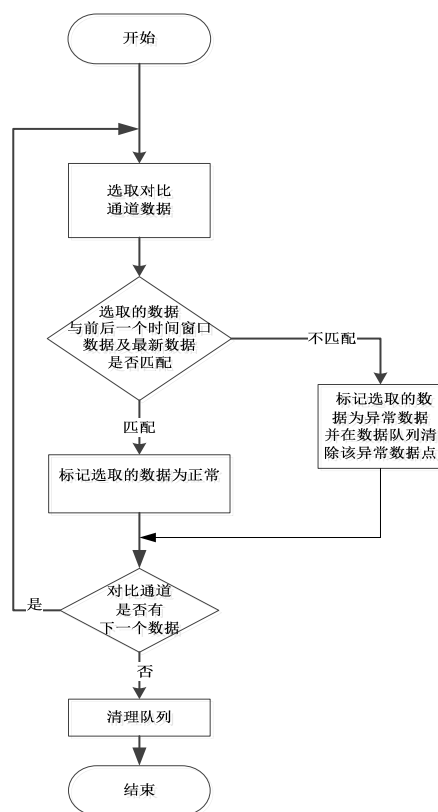 开始
选取对比
通道数据
选取的数据
与前后一个时间窗口
数据及最新数据
是否匹配
不匹配
标记选取的数
据为异常数据
并在数据队列清
除该异常数据点
匹配
标记选取的数据为正常
对比通道
是否有
下一个数据
是
否
清理队列
结束